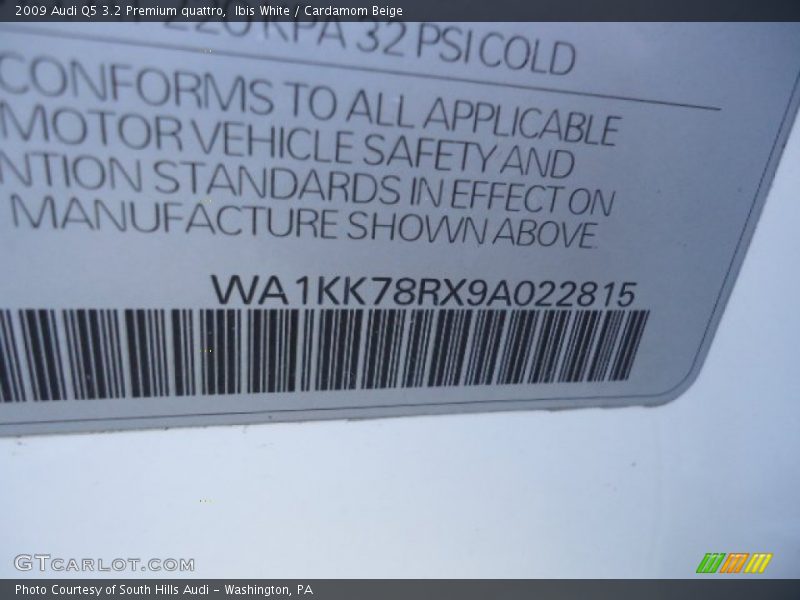 2009 Audi Q5 3.2 Premium quattro,  Ibis White / Cardamom Beige
220 KPA 32 PSI COLD
CONFORMS TO ALL APPLICABLE
MOTOR VEHICLE SAFETY AND
NTION STANDARDS IN EFFECT ON
MANUFACTURE SHOWN ABOVE.
WA1KK78RX9A022815
GTCARLOT.COM
Photo Courtesy of South Hills Audi - Washington, PA